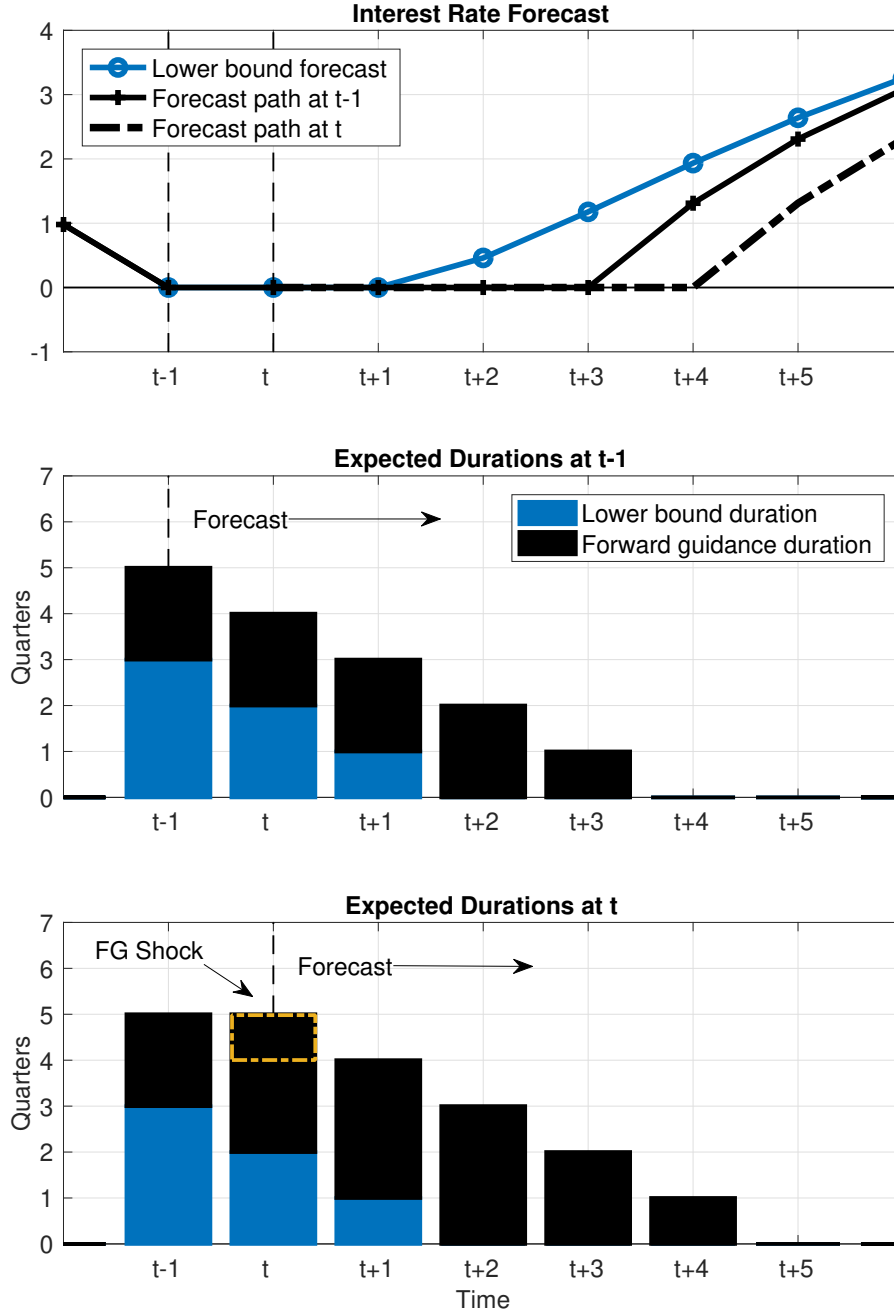 Interest Rate Forecast
4
3
2
1
0
-1
Lower bound forecast
Forecast path at t-1
Forecast path at t
t-1 t t+1 t+2 t+3 t+4 t+5
Expected Durations at t-1
7
6
5
4
3
2
1
0
Quarters
Forecast
Lower bound duration
Forward guidance duration
t-1 t t+1 t+2 t+3 t+4 t+5
Expected Durations at t
7
6
5
4
3
2
1
0
Quarters
FG Shock
Forecast
t-1 t t+1 t+2 t+3 t+4 t+5
Time